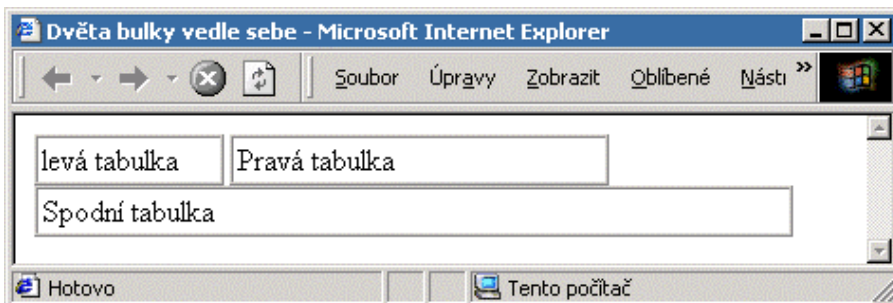 Dvěta bulky vedle sebe - Microsoft Internet Explorer
Soubor Úpravy Zobrazit Oblíbené Násti »
levá tabulka Pravá tabulka
Spodní tabulka
Hotovo Tento počítač